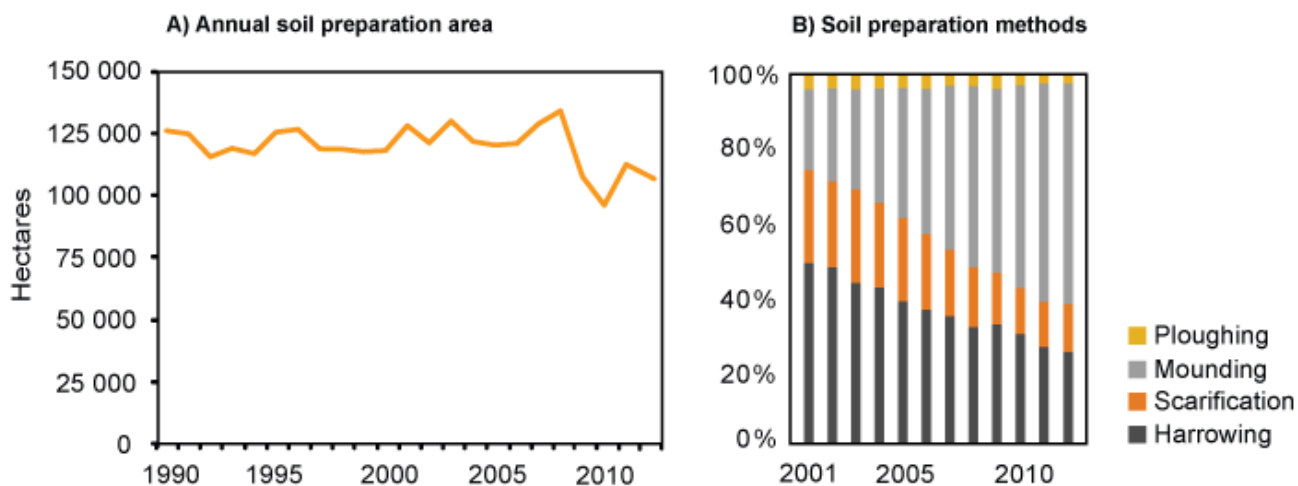 A) Annual soil preparation area
150 000
125 000
100 000
75 000
50 000
25 000
0
Hectares
1990 1995 2000 2005 2010
B) Soil preparation methods
100%
80%
60%
40%
20%
0%
2001 2005 2010
Ploughing
Mounding
Scarification
Harrowing